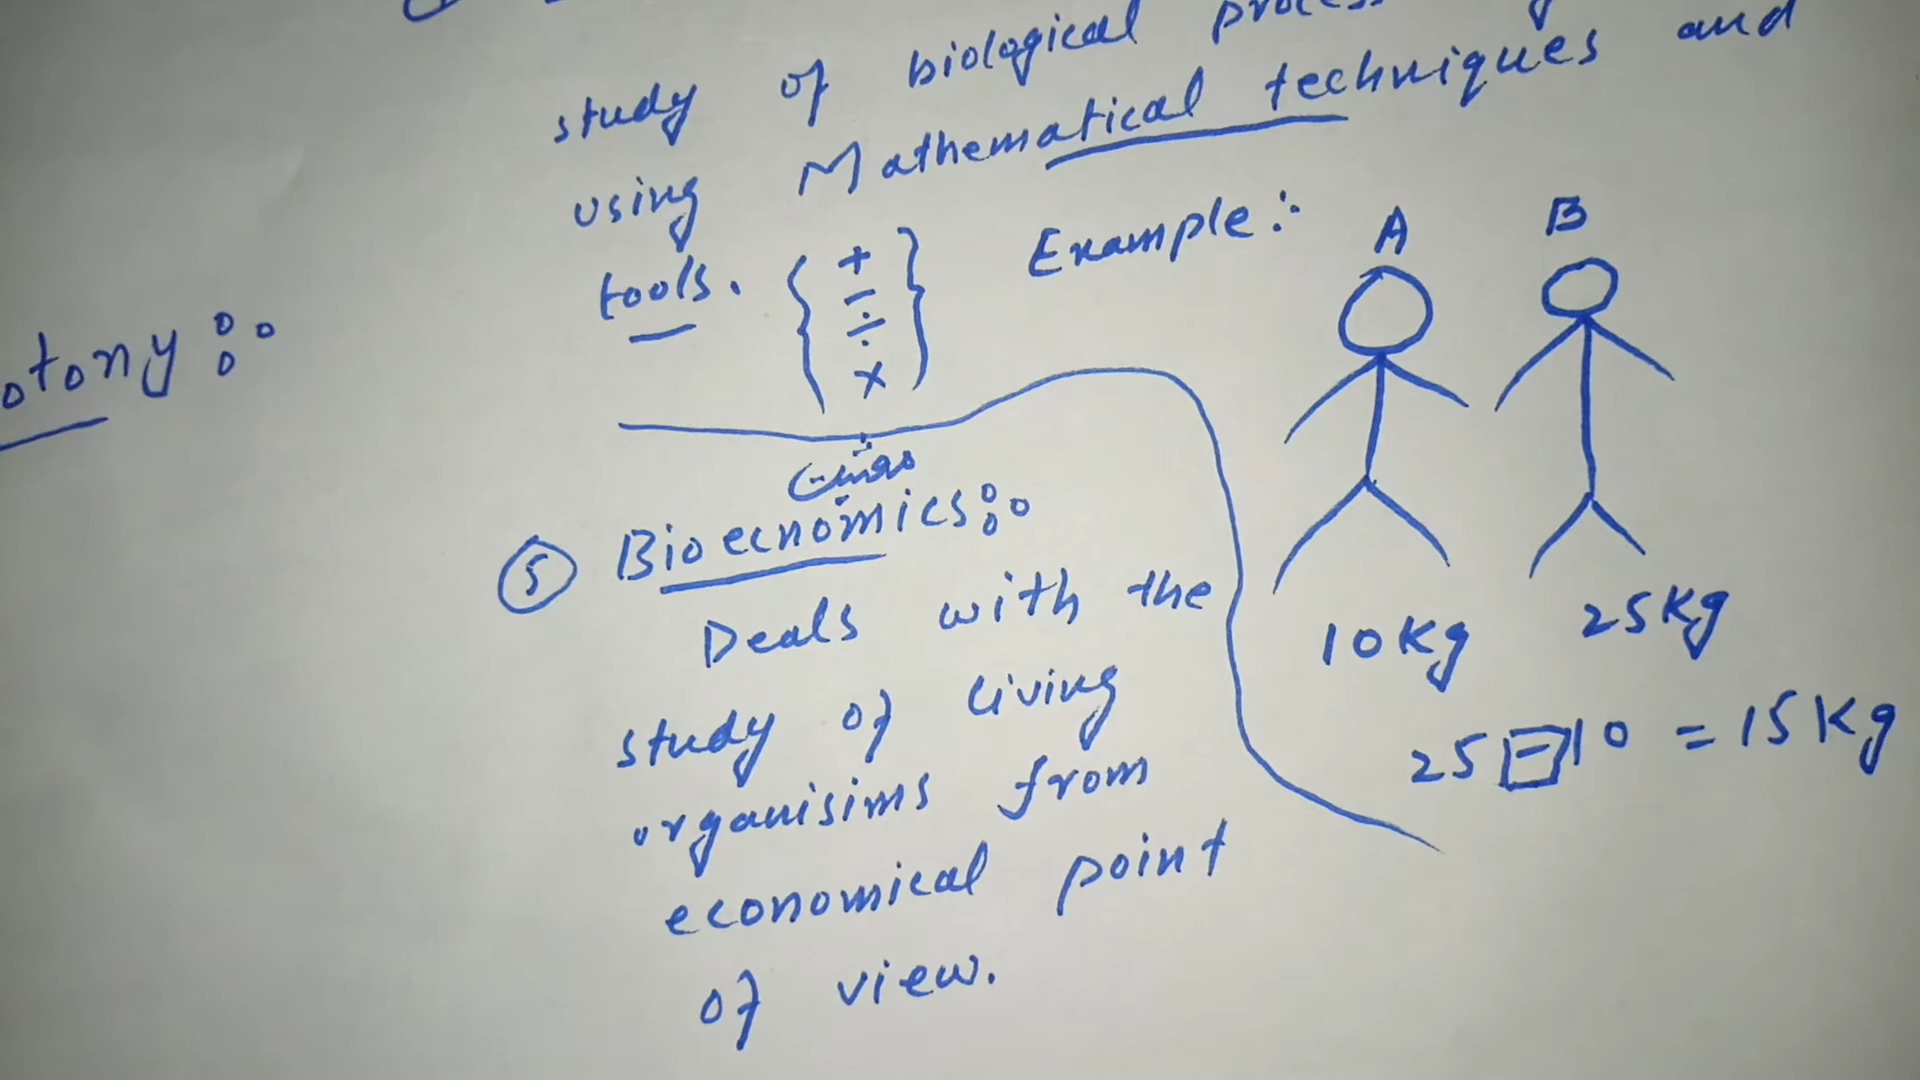 study of biological
using Mathematical techniques and
tools. { + − ÷ × } Example:
A B
otony:
⑤ Bioecnomics:
Deals with the
study of living
organisims from
economical point
of view.
10Kg 25Kg
25 − 10 = 15Kg